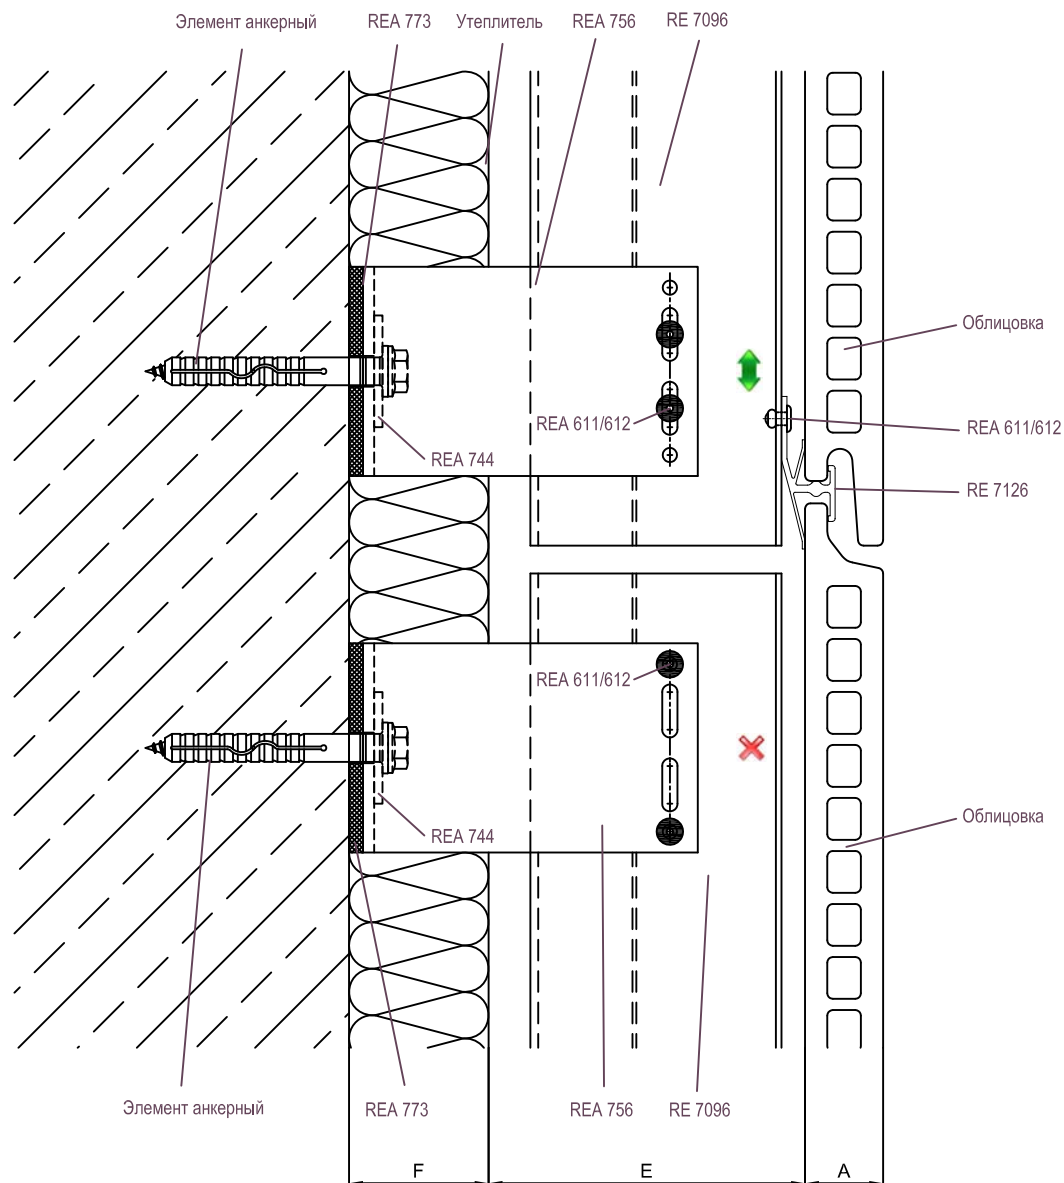 Элемент анкерный
REA 773
Утеплитель
REA 756
RE 7096
Облицовка
REA 611/612
REA 611/612
REA 744
RE 7126
REA 611/612
Облицовка
REA 744
Элемент анкерный
REA 773
REA 756
RE 7096
F
E
A